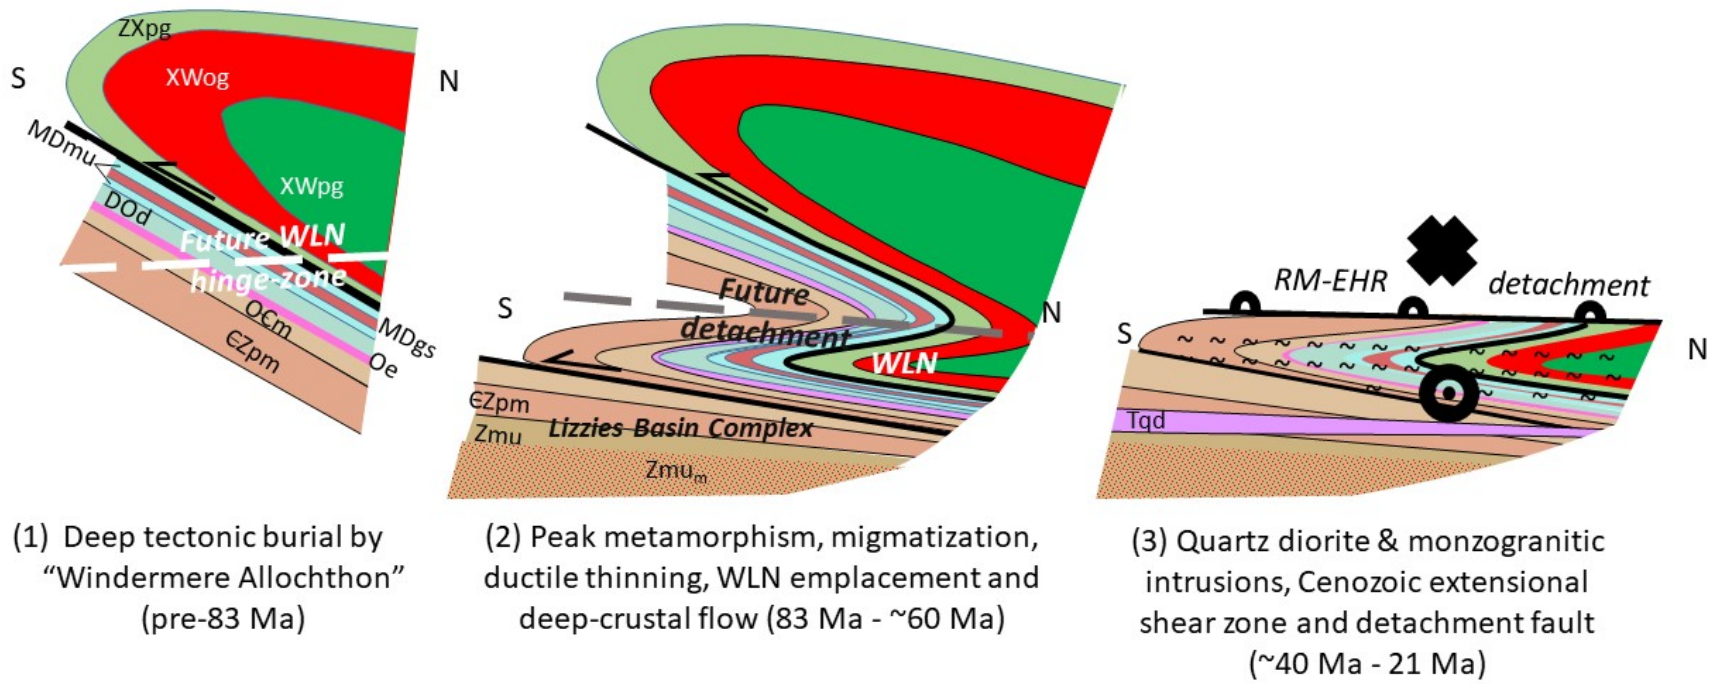 ZXpg
S
XWog
N
MDmu
XWpg
DOd
Future WLN
hinge-zone
OЄm
MDgs
ЄZpm
Oe
S
Future
detachment
N
WLN
ЄZpm
Lizzies Basin Complex
Zmu
Zmuₘ
RM-EHR detachment
S
N
Tqd
(1) Deep tectonic burial by
“Windermere Allochthon”
(pre-83 Ma)
(2) Peak metamorphism, migmatization,
ductile thinning, WLN emplacement and
deep-crustal flow (83 Ma - ~60 Ma)
(3) Quartz diorite & monzogranitic
intrusions, Cenozoic extensional
shear zone and detachment fault
(~40 Ma - 21 Ma)